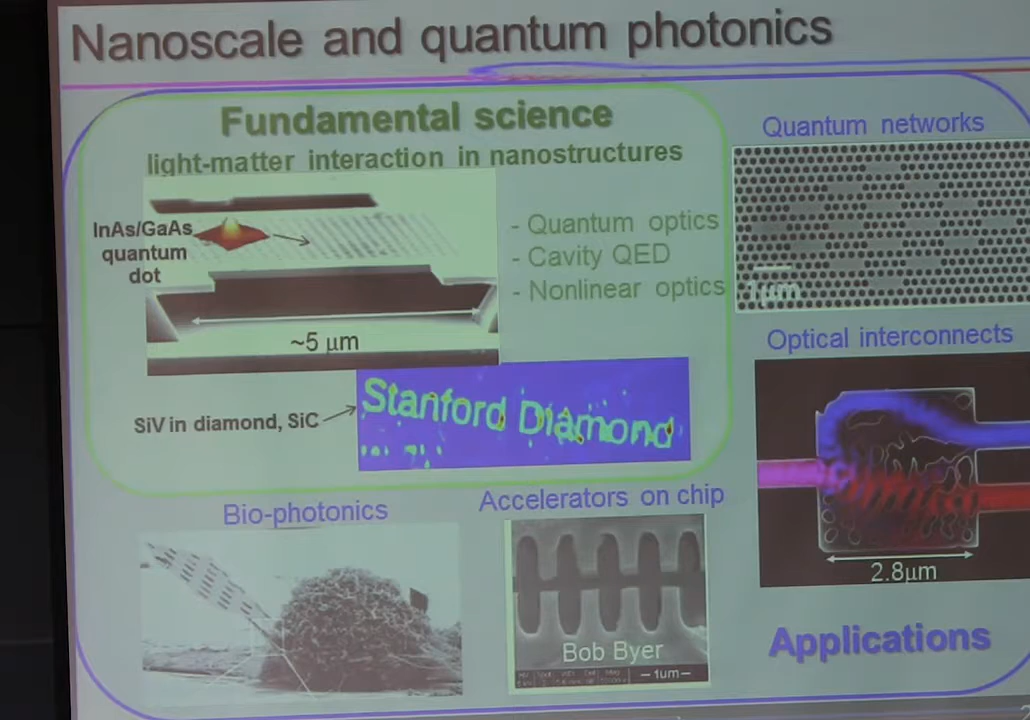 Nanoscale and quantum photonics
Fundamental science
light-matter interaction in nanostructures
InAs/GaAs
quantum
dot
~5 μm
- Quantum optics
- Cavity QED
- Nonlinear optics
SiV in diamond, SiC
Stanford Diamond
Quantum networks
1μm
Optical interconnects
2.8μm
Bio-photonics
Accelerators on chip
Bob Byer
1um
Applications